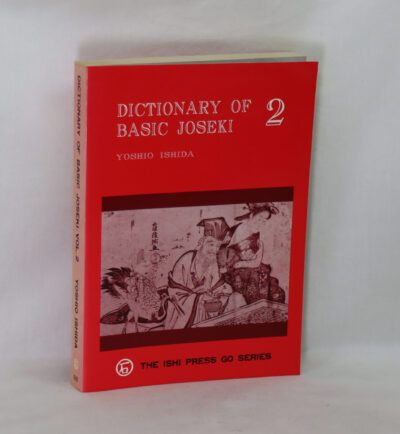 DICTIONARY OF
BASIC JOSEKI
2
YOSHIO ISHIDA
THE ISHI PRESS GO SERIES
DICTIONARY OF BASIC JOSEKI VOL. 2 YOSHIO ISHIDA